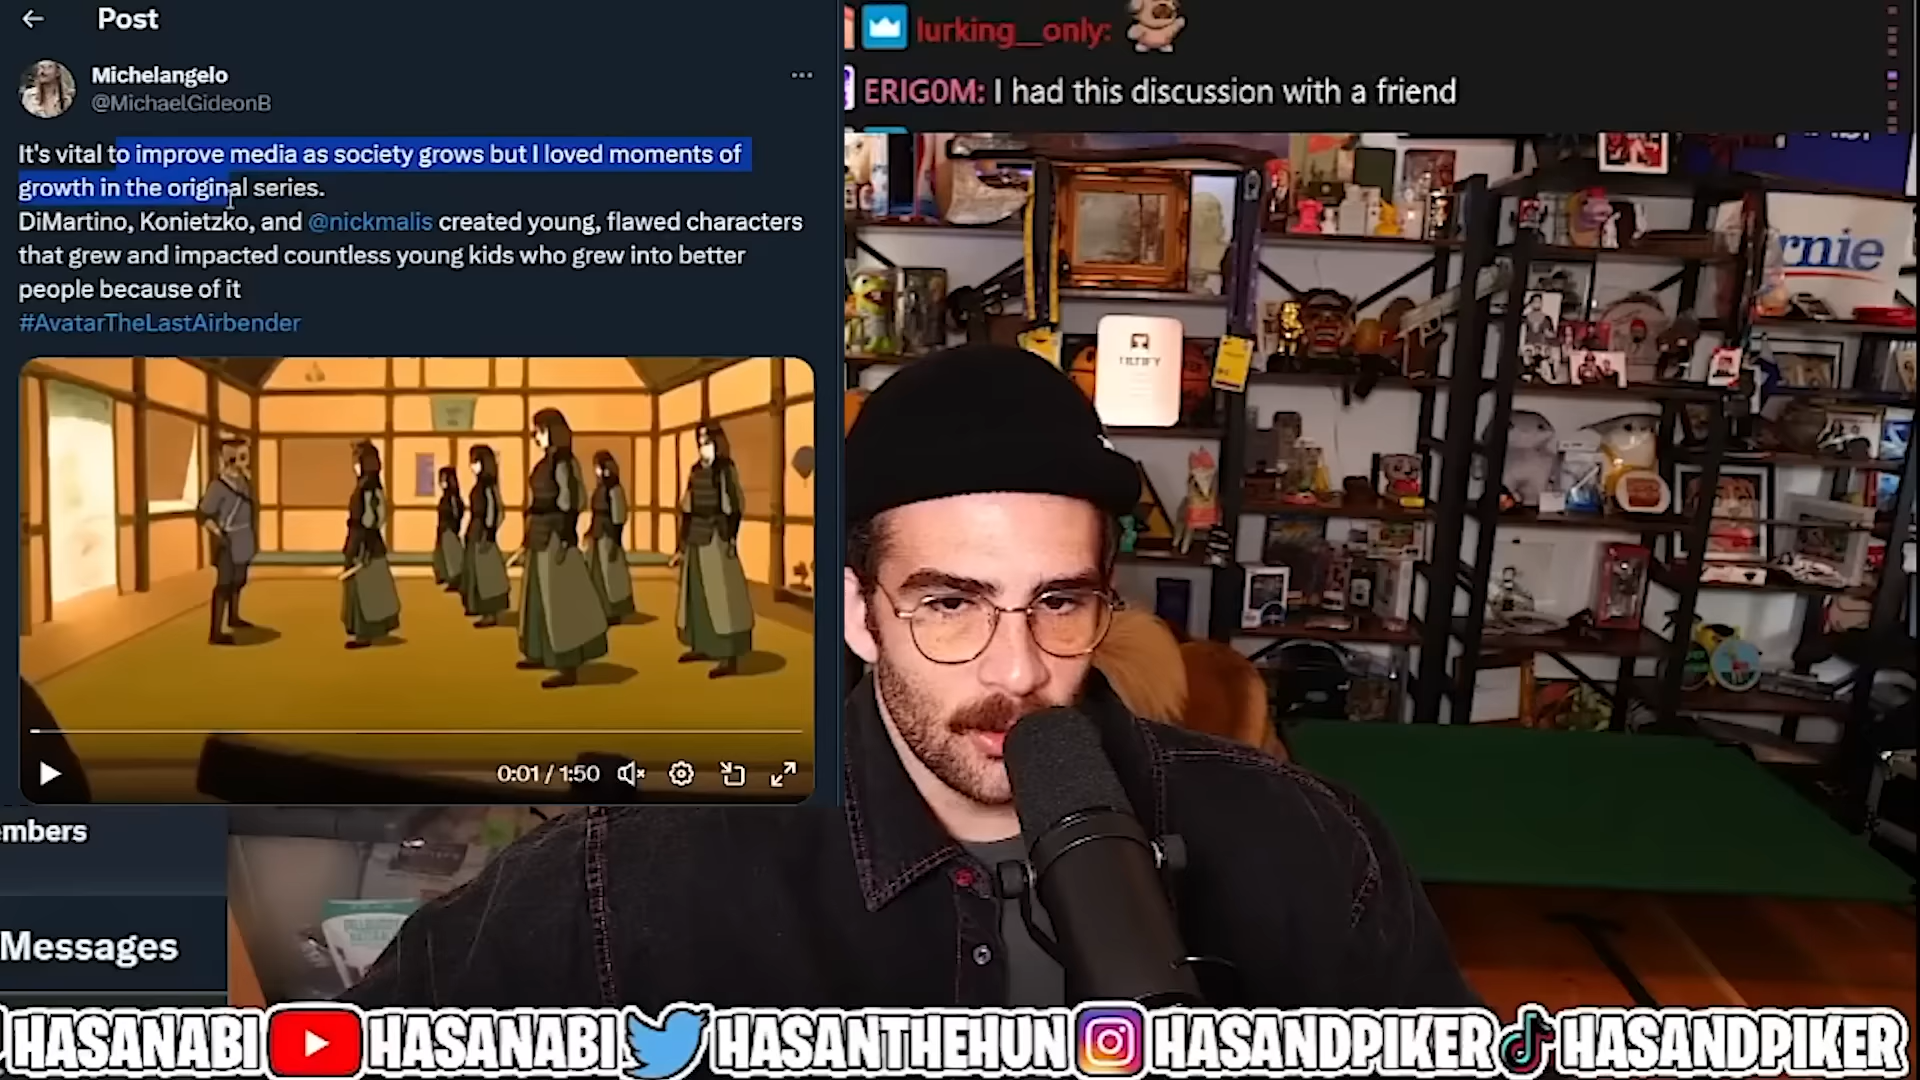 Post
Michelangelo
@MichaelGideonB
It's vital to improve media as society grows but I loved moments of
growth in the original series.
DiMartino, Konietzko, and @nickmalis created young, flawed characters
that grew and impacted countless young kids who grew into better
people because of it
#AvatarTheLastAirbender
0:01 / 1:50
embers
Messages
lurking__only:
ERIG0M: I had this discussion with a friend
TILTIFY
rnie
HASANABI HASANABI HASANTHEHUN HASANDPIKER HASANDPIKER